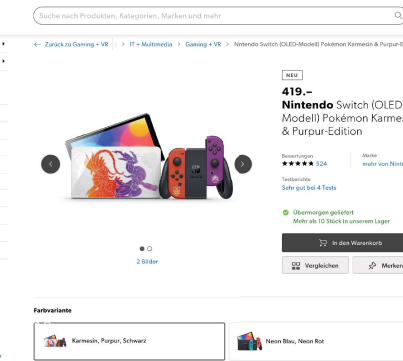 Suche nach Produkten, Kategorien, Marken und mehr
← Zurück zu Gaming + VR > IT + Multimedia > Gaming + VR > Nintendo Switch (OLED-Modell) Pokémon Karmesin & Purpur-E
NEU
419.–
Nintendo Switch (OLED
Modell) Pokémon Karmes
& Purpur-Edition
Bewertungen
★★★★★ 524
Marke
mehr von Ninte
Testberichte
Sehr gut bei 4 Tests
Übermorgen geliefert
Mehr als 10 Stück in unserem Lager
In den Warenkorb
Vergleichen
Merken
2 Bilder
Farbvariante
Karmesin, Purpur, Schwarz
Neon Blau, Neon Rot